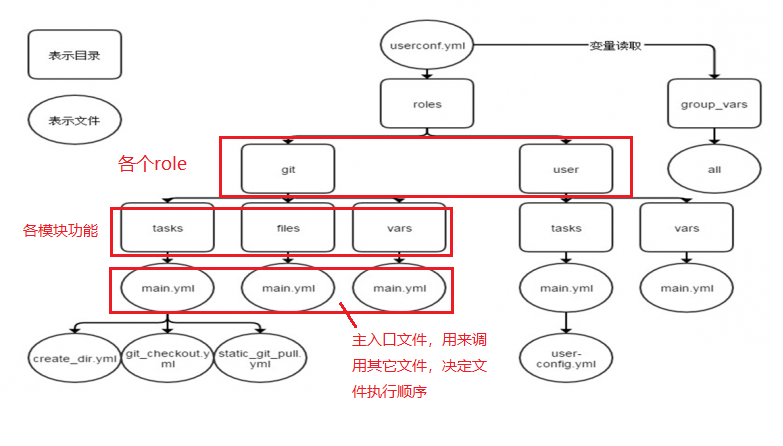 表示目录
表示文件
userconf.yml
变量读取
roles
group_vars
各个role
git
user
all
各模块功能
tasks
files
vars
tasks
vars
main.yml
main.yml
main.yml
main.yml
main.yml
create_dir.yml
git_checkout.y
ml
static_git_pull.
yml
主入口文件，用来调
用其它文件，决定文
件执行顺序
user-
config.yml